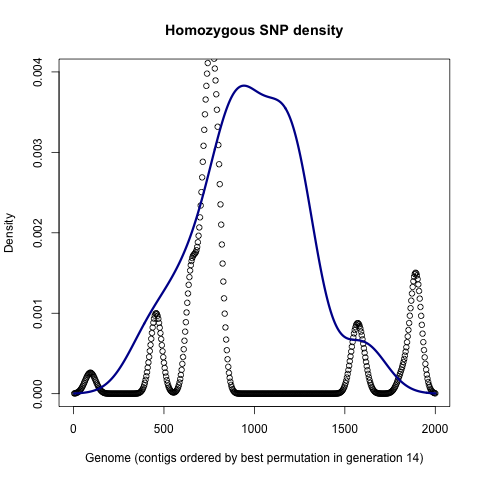 Homozygous SNP density
Density
0.004
0.003
0.002
0.001
0.000
0 500 1000 1500 2000
Genome (contigs ordered by best permutation in generation 14)